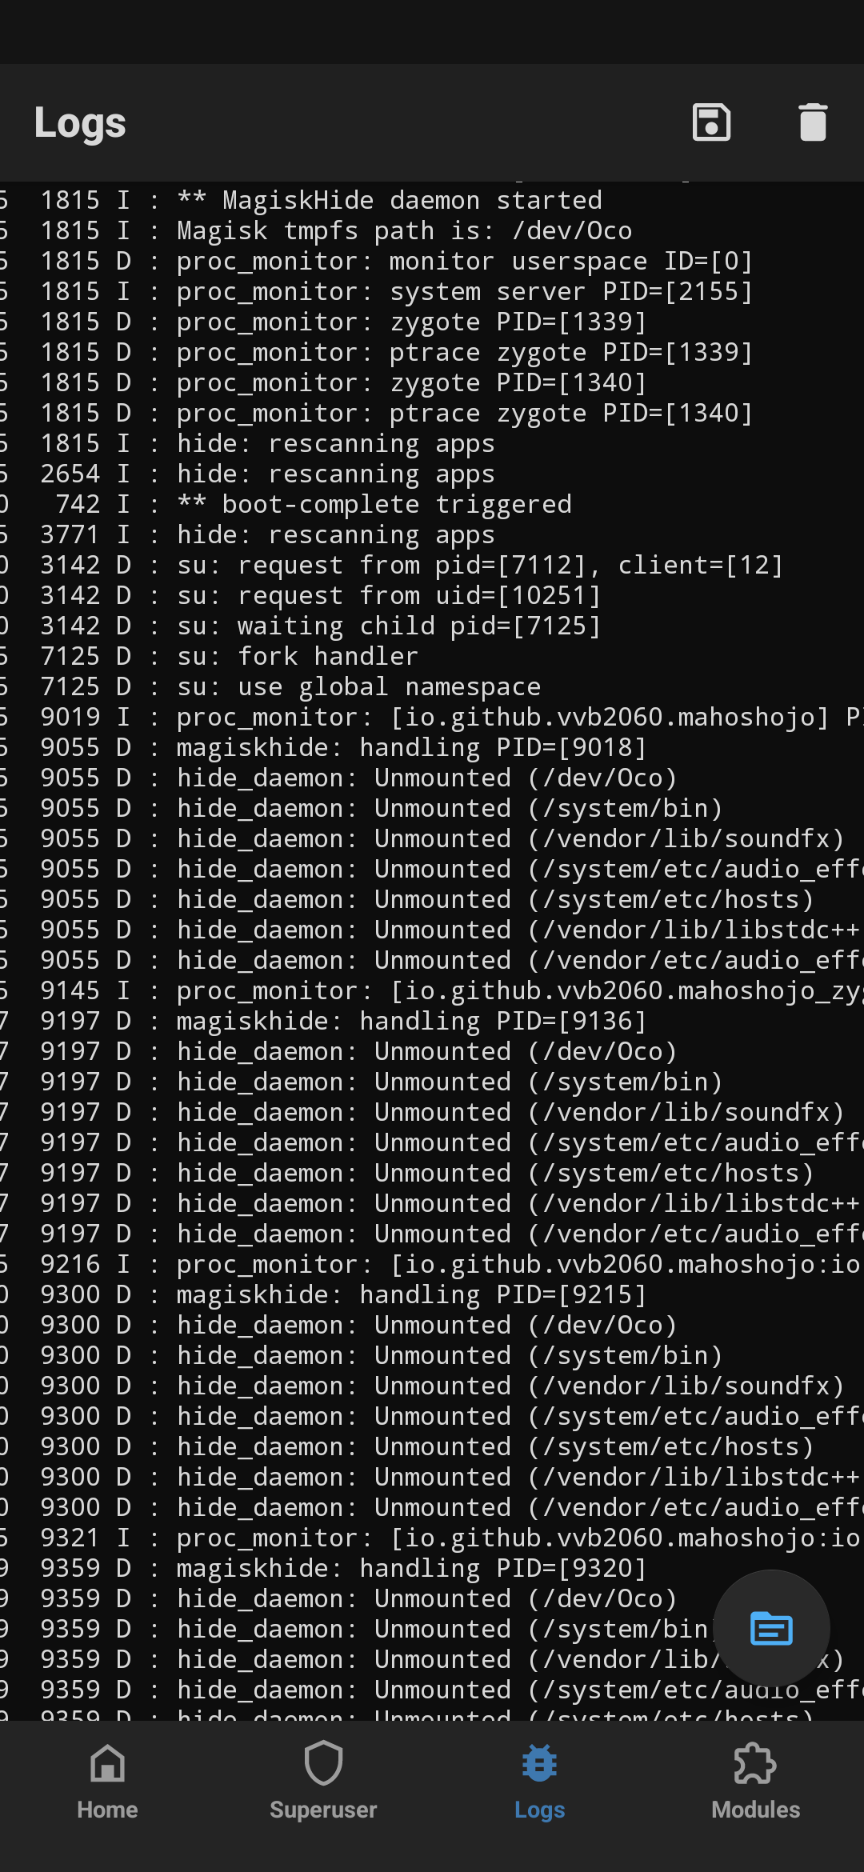 Logs
5 1815 I : ** MagiskHide daemon started
5 1815 I : Magisk tmpfs path is: /dev/Oco
5 1815 D : proc_monitor: monitor userspace ID=[0]
5 1815 I : proc_monitor: system server PID=[2155]
5 1815 D : proc_monitor: zygote PID=[1339]
5 1815 D : proc_monitor: ptrace zygote PID=[1339]
5 1815 D : proc_monitor: zygote PID=[1340]
5 1815 D : proc_monitor: ptrace zygote PID=[1340]
5 1815 I : hide: rescanning apps
5 2654 I : hide: rescanning apps
0 742 I : ** boot-complete triggered
5 3771 I : hide: rescanning apps
0 3142 D : su: request from pid=[7112], client=[12]
0 3142 D : su: request from uid=[10251]
0 3142 D : su: waiting child pid=[7125]
5 7125 D : su: fork handler
5 7125 D : su: use global namespace
5 9019 I : proc_monitor: [io.github.vvb2060.mahoshojo] PI
5 9055 D : magiskhide: handling PID=[9018]
5 9055 D : hide_daemon: Unmounted (/dev/Oco)
5 9055 D : hide_daemon: Unmounted (/system/bin)
5 9055 D : hide_daemon: Unmounted (/vendor/lib/soundfx)
5 9055 D : hide_daemon: Unmounted (/system/etc/audio_effe
5 9055 D : hide_daemon: Unmounted (/system/etc/hosts)
5 9055 D : hide_daemon: Unmounted (/vendor/lib/libstdc++
5 9055 D : hide_daemon: Unmounted (/vendor/etc/audio_effe
5 9145 I : proc_monitor: [io.github.vvb2060.mahoshojo_zyg
7 9197 D : magiskhide: handling PID=[9136]
7 9197 D : hide_daemon: Unmounted (/dev/Oco)
7 9197 D : hide_daemon: Unmounted (/system/bin)
7 9197 D : hide_daemon: Unmounted (/vendor/lib/soundfx)
7 9197 D : hide_daemon: Unmounted (/system/etc/audio_effe
7 9197 D : hide_daemon: Unmounted (/system/etc/hosts)
7 9197 D : hide_daemon: Unmounted (/vendor/lib/libstdc++
7 9197 D : hide_daemon: Unmounted (/vendor/etc/audio_effe
5 9216 I : proc_monitor: [io.github.vvb2060.mahoshojo:io
0 9300 D : magiskhide: handling PID=[9215]
0 9300 D : hide_daemon: Unmounted (/dev/Oco)
0 9300 D : hide_daemon: Unmounted (/system/bin)
0 9300 D : hide_daemon: Unmounted (/vendor/lib/soundfx)
0 9300 D : hide_daemon: Unmounted (/system/etc/audio_effe
0 9300 D : hide_daemon: Unmounted (/system/etc/hosts)
0 9300 D : hide_daemon: Unmounted (/vendor/lib/libstdc++
0 9300 D : hide_daemon: Unmounted (/vendor/etc/audio_effe
5 9321 I : proc_monitor: [io.github.vvb2060.mahoshojo:io
9 9359 D : magiskhide: handling PID=[9320]
9 9359 D : hide_daemon: Unmounted (/dev/Oco)
9 9359 D : hide_daemon: Unmounted (/system/bin
9 9359 D : hide_daemon: Unmounted (/vendor/lib/ x)
9 9359 D : hide_daemon: Unmounted (/system/etc/audio_effe
9 9359 D : hide_daemon: Unmounted (/system/etc/hosts)
Home
Superuser
Logs
Modules